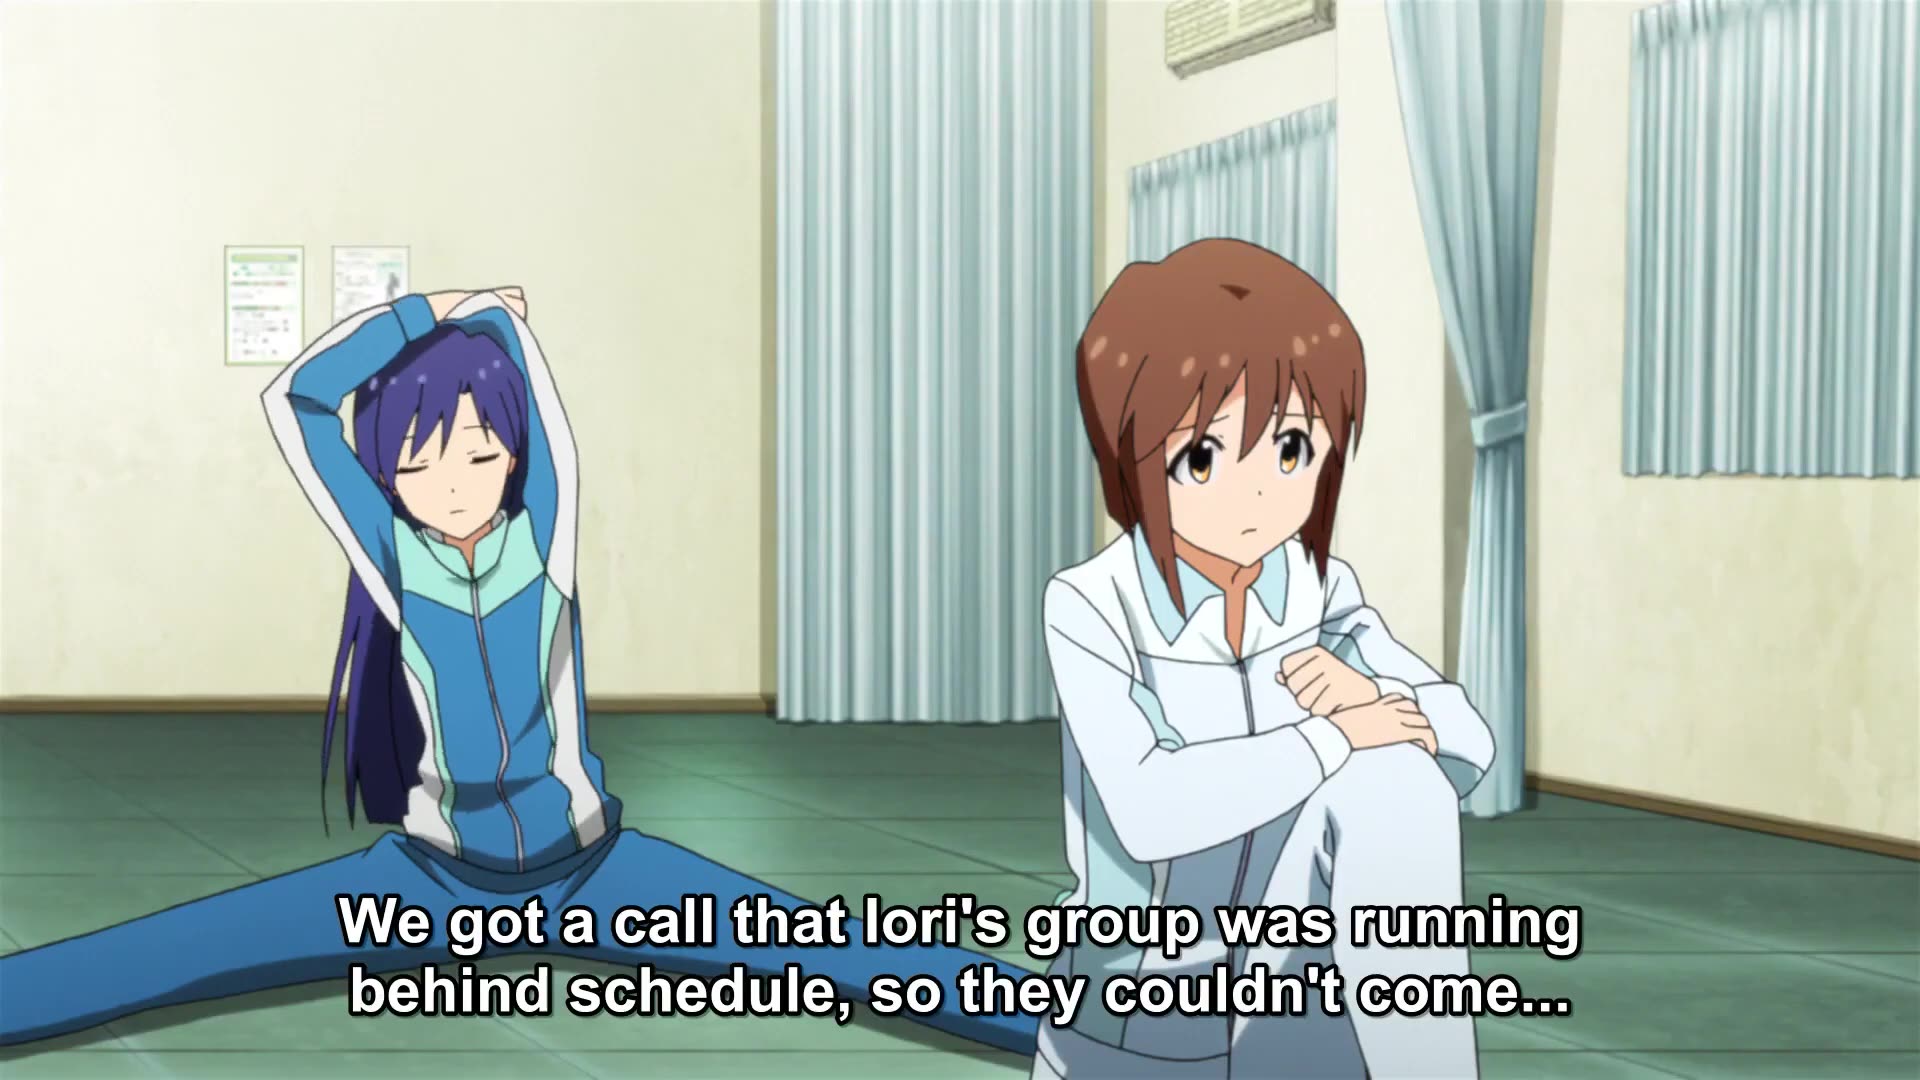 We got a call that Iori's group was running
behind schedule, so they couldn't come...